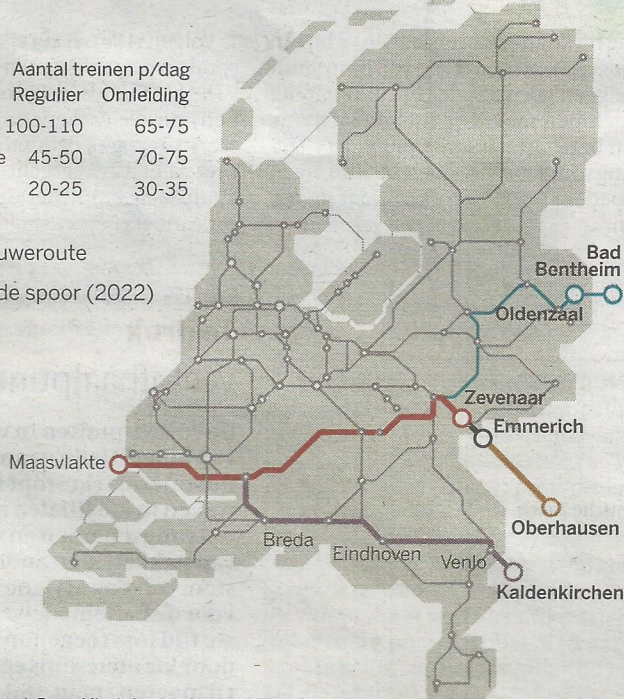 Aantal treinen p/dag
Regulier Omleiding
100-110 65-75
e 45-50 70-75
20-25 30-35
uweroute
de spoor (2022)
Bad
Bentheim
Oldenzaal
Zevenaar
Emmerich
Maasvlakte
Oberhausen
Breda
Eindhoven
Venlo
Kaldenkirchen